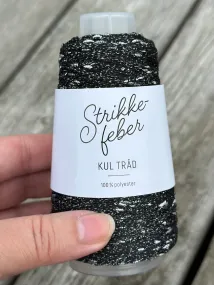 Strikke-
feber
KUL TRÅD
100% polyester